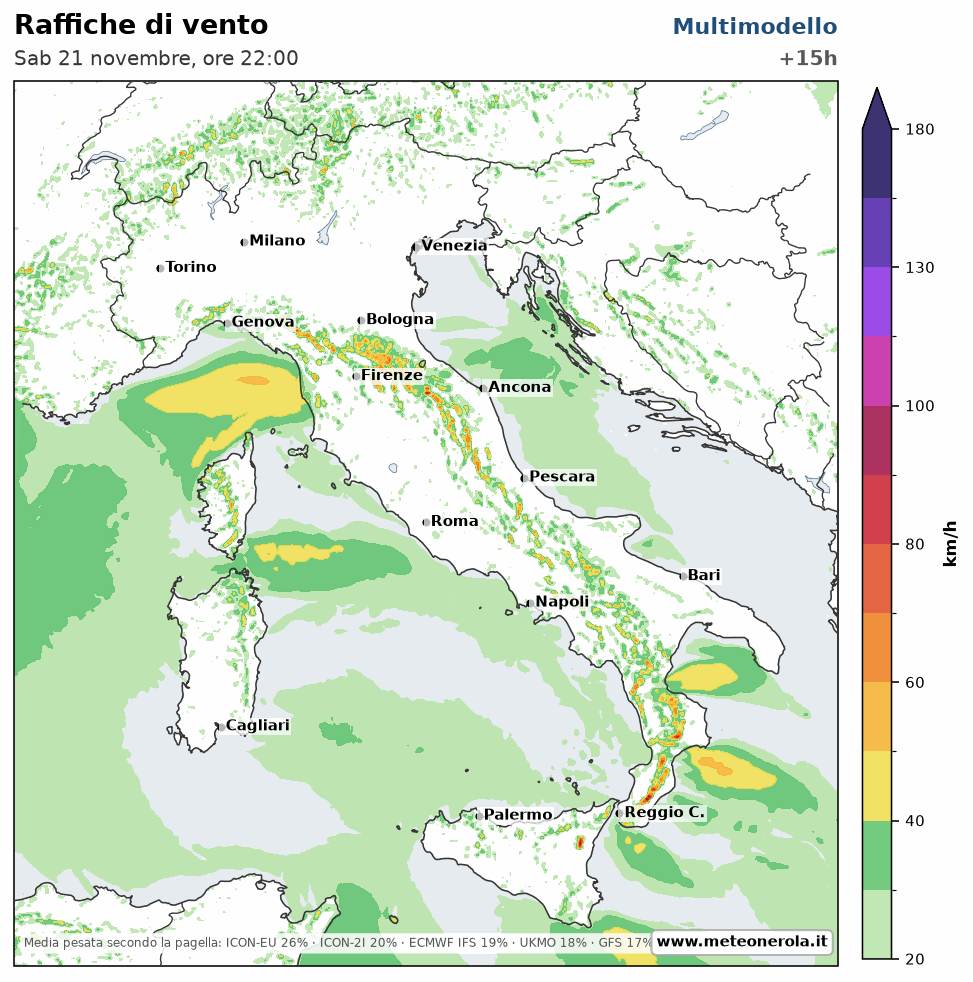 Raffiche di vento
Multimodello
Sab 21 novembre, ore 22:00
+15h
180
Milano
Venezia
Torino
130
Bologna
Genova
Firenze
Ancona
100
Pescara
Roma
80
km/h
Bari
Napoli
60
Cagliari
Palermo
Reggio C.
40
Media pesata secondo la pagella: ICON-EU 26% · ICON-2I 20% · ECMWF IFS 19% · UKMO 18% · GFS 17%
www.meteonerola.it
20